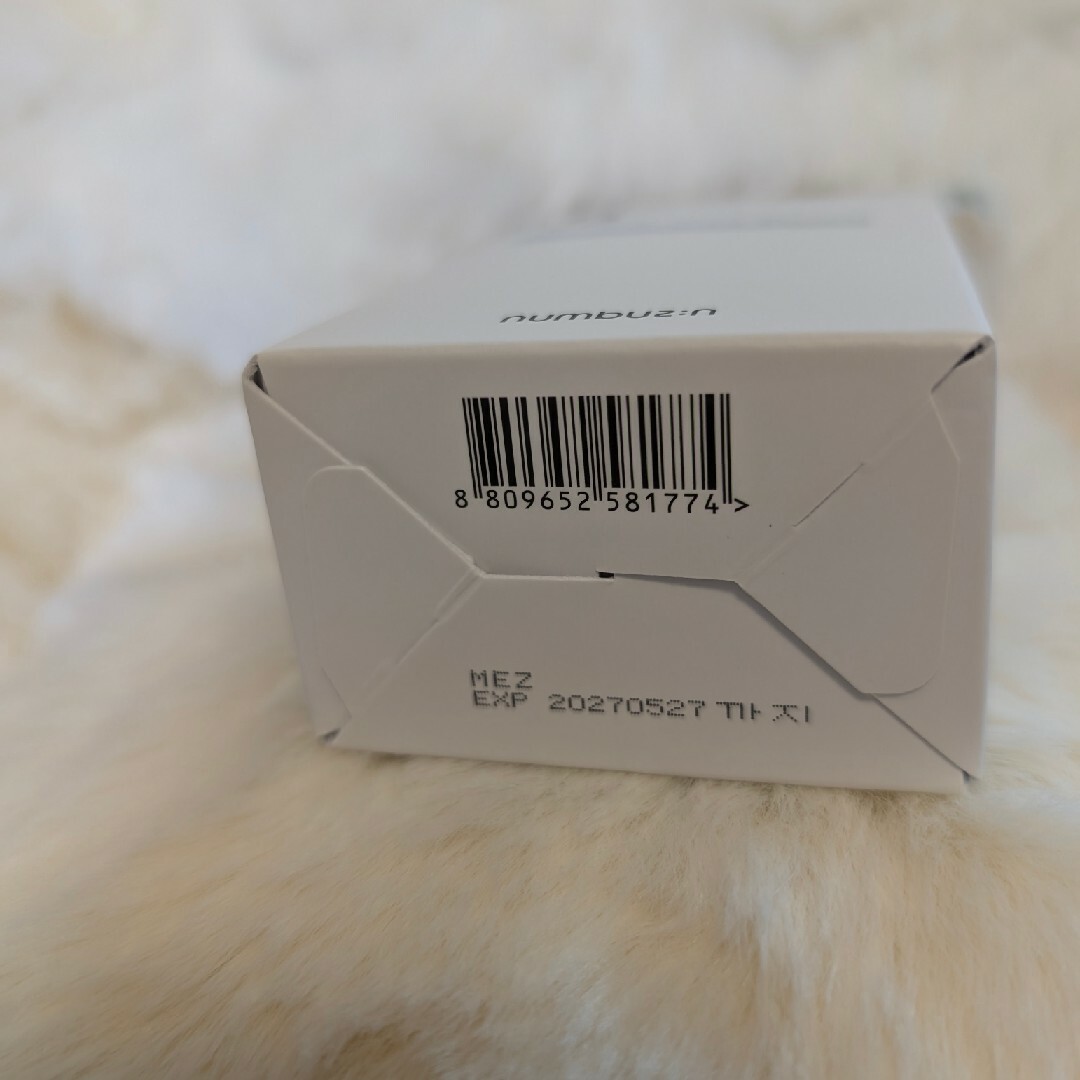 numbuz:n
8 809652 581774 >
MEZ
EXP 20270527 까지